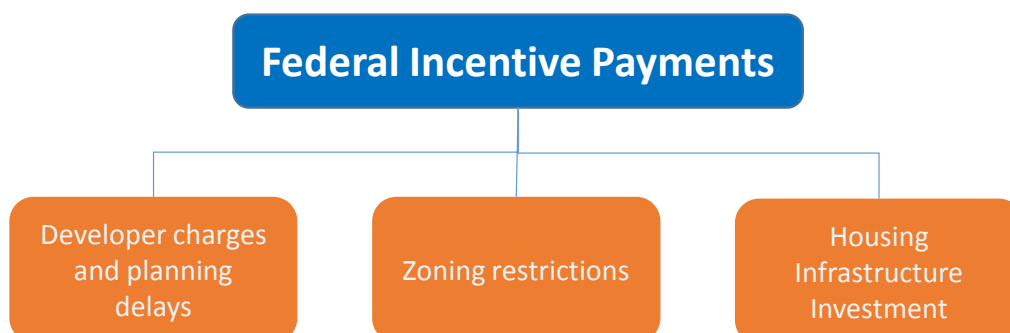 Federal Incentive Payments
Developer charges
and planning
delays
Zoning restrictions
Housing
Infrastructure
Investment